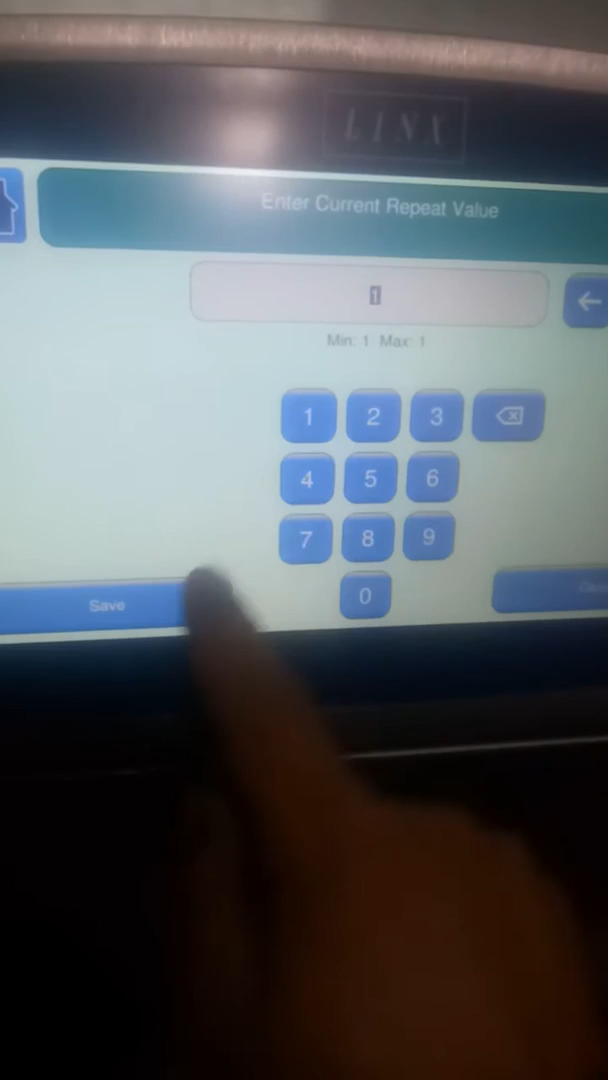 LINX
Enter Current Repeat Value
1
Min: 1 Max: 1
1 2 3
4 5 6
7 8 9
Save
0